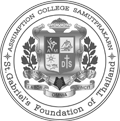 ASSUMPTION COLLEGE SAMUTPRAKARN
St. Gabriel's Foundation of Thailand
D S